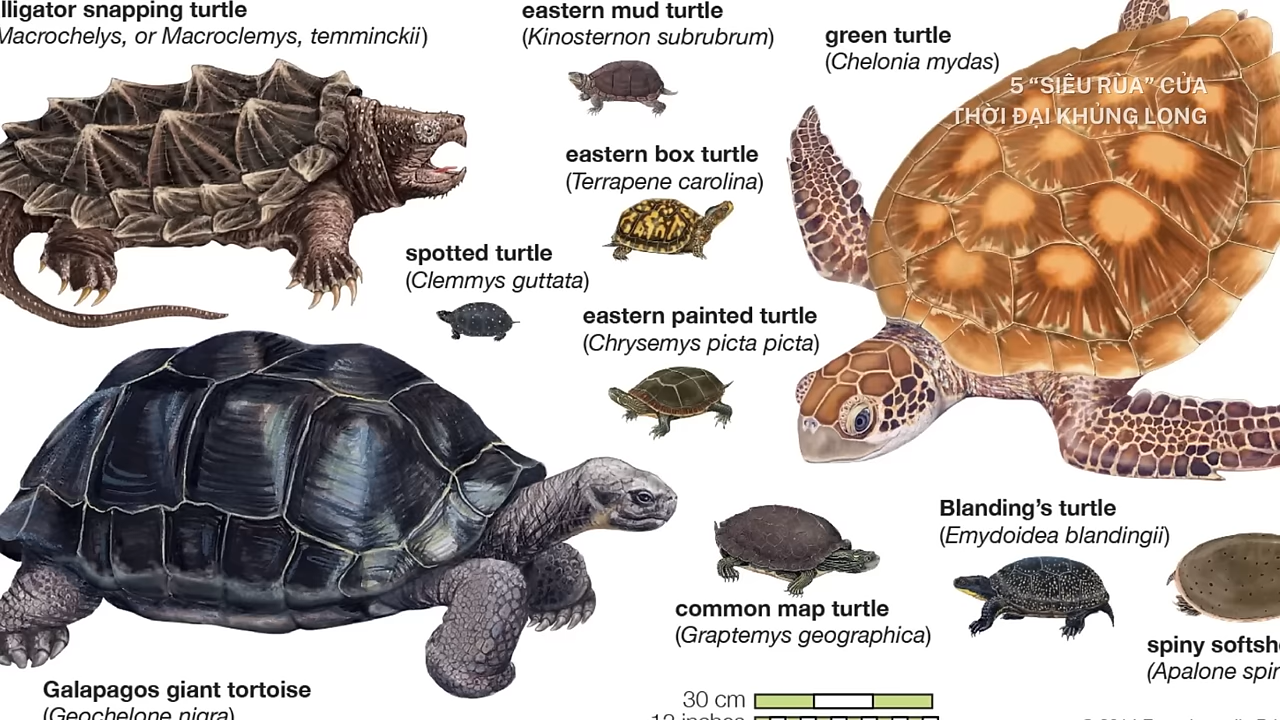 lligator snapping turtle
Macrochelys, or Macroclemys, temminckii)
eastern mud turtle
(Kinosternon subrubrum)
green turtle
(Chelonia mydas)
5 “SIÊU RÙA” CỦA
THỜI ĐẠI KHỦNG LONG
eastern box turtle
(Terrapene carolina)
spotted turtle
(Clemmys guttata)
eastern painted turtle
(Chrysemys picta picta)
Blanding’s turtle
(Emydoidea blandingii)
common map turtle
(Graptemys geographica)
spiny softsh
(Apalone spin
Galapagos giant tortoise
(Geochelone nigra)
30 cm
12 inches